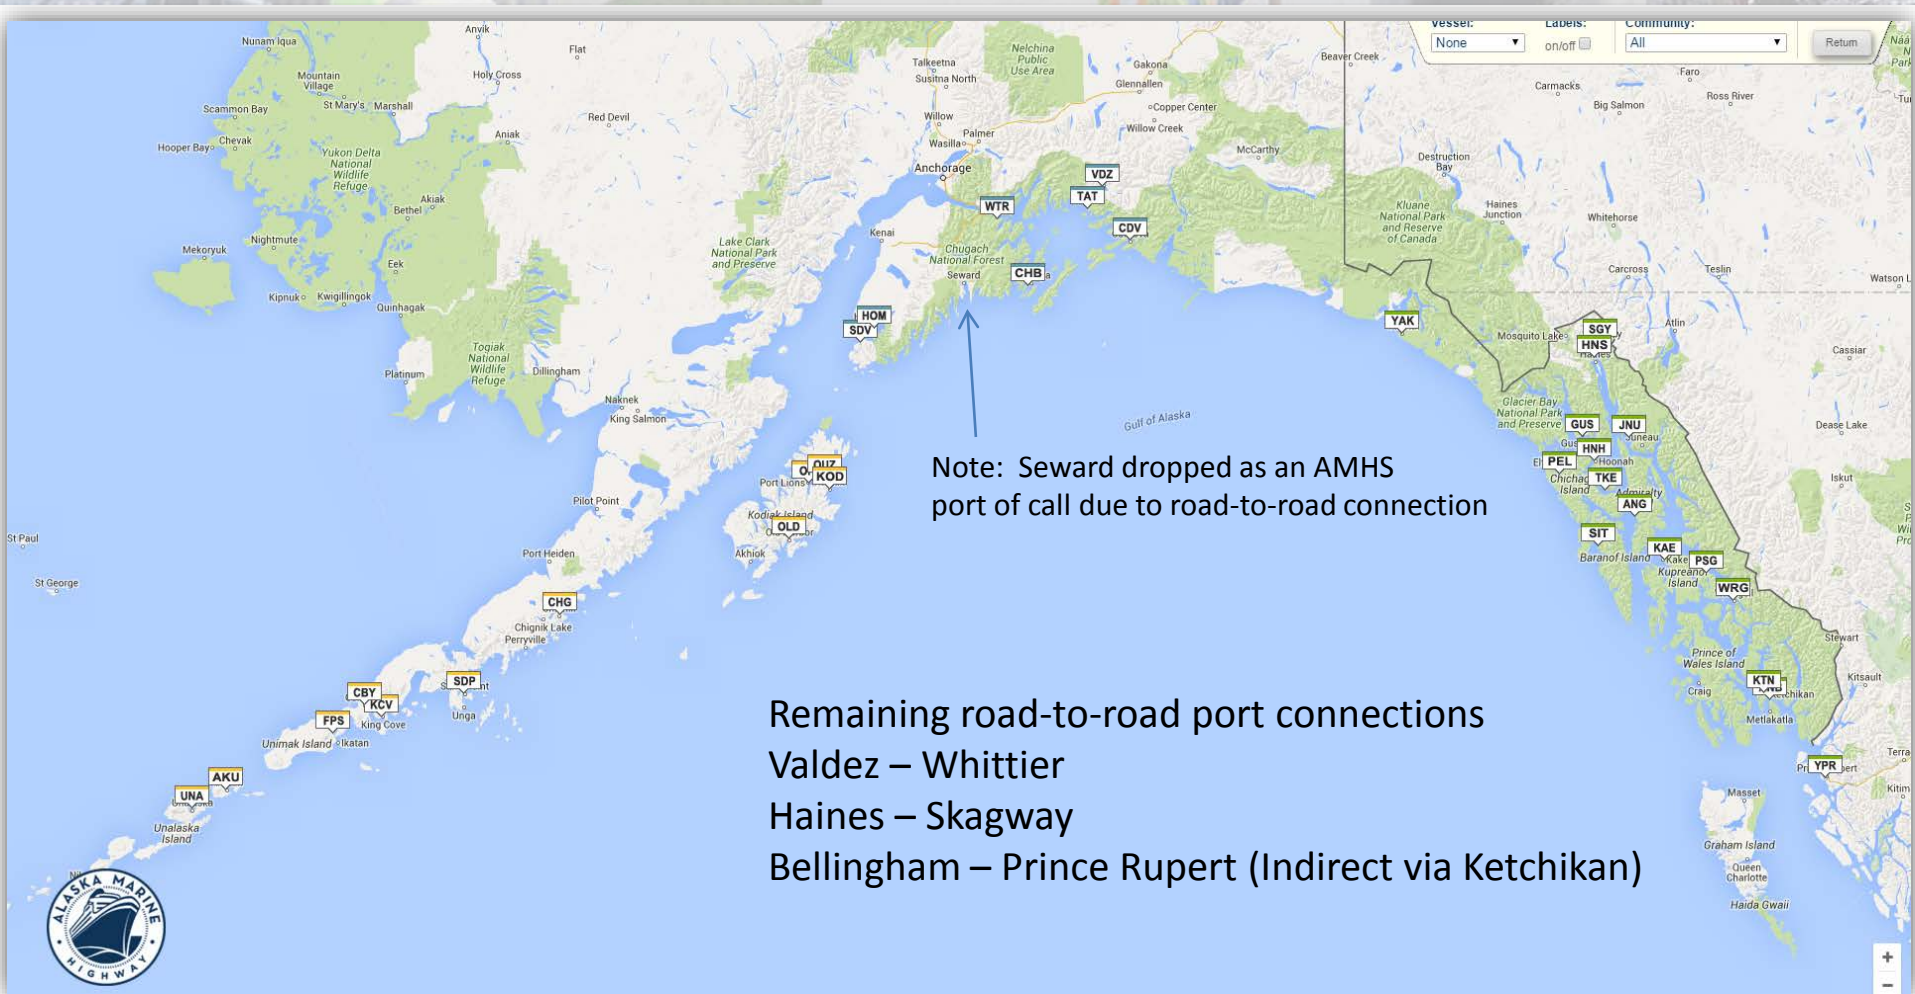 Vessel:
Labels:
Community:
None
on/off
All
Return
Nunam Iqua
Anvik
Flat
Talkeetna
Susitna North
Nelchina
Public
Use Area
Gakona
Glennallen
Beaver Creek
Carmacks
Faro
Ross River
Big Salmon
Mountain
Village
Holy Cross
Scammon Bay
St Mary's
Marshall
Red Devil
Willow
Copper Center
Willow Creek
Palmer
Wasilla
Hooper Bay
Chevak
Aniak
Yukon Delta
National
Wildlife
Refuge
Anchorage
McCarthy
Destruction
Bay
VDZ
TAT
WTR
CDV
Akiak
Bethel
Kluane
National Park
and Reserve
of Canada
Haines
Junction
Whitehorse
Kenai
Nightmute
Mekoryuk
Eek
Lake Clark
National Park
and Preserve
Chugach
National Forest
Seward
CHB
Carcross
Teslin
Watson L
Kipnuk
Kwigillingok
Quinhagak
HOM
SDV
YAK
SGY
HNS
Mosquito Lake
Atlin
Cassiar
Togiak
National
Wildlife
Refuge
Platinum
Dillingham
Naknek
King Salmon
Gulf of Alaska
Glacier Bay
National Park
and Preserve
GUS
JNU
Juneau
Dease Lake
HNH
Hoonah
PEL
TKE
Chichag
Island
Admiralty
ANG
Iskut
OUZ
KOD
Port Lions
Note: Seward dropped as an AMHS
port of call due to road-to-road connection
Pilot Point
Kodiak Island
OLD
Akhiok
SIT
Baranof Island
KAE
Kake
PSG
Kupreanof
Island
WRG
St Paul
St George
Port Heiden
CHG
Chignik Lake
Perryville
Stewart
Prince of
Wales Island
KTN
Craig
Metlakatla
Kitsault
SDP
Unga
CBY
KCV
King Cove
FPS
Unimak Island
Ikatan
Remaining road-to-road port connections
Valdez – Whittier
Haines – Skagway
Bellingham – Prince Rupert (Indirect via Ketchikan)
AKU
UNA
Unalaska
Island
YPR
Terra
Masset
Kitim
Graham Island
Queen
Charlotte
Haida Gwaii
ALASKA MARINE
HIGHWAY
+
−